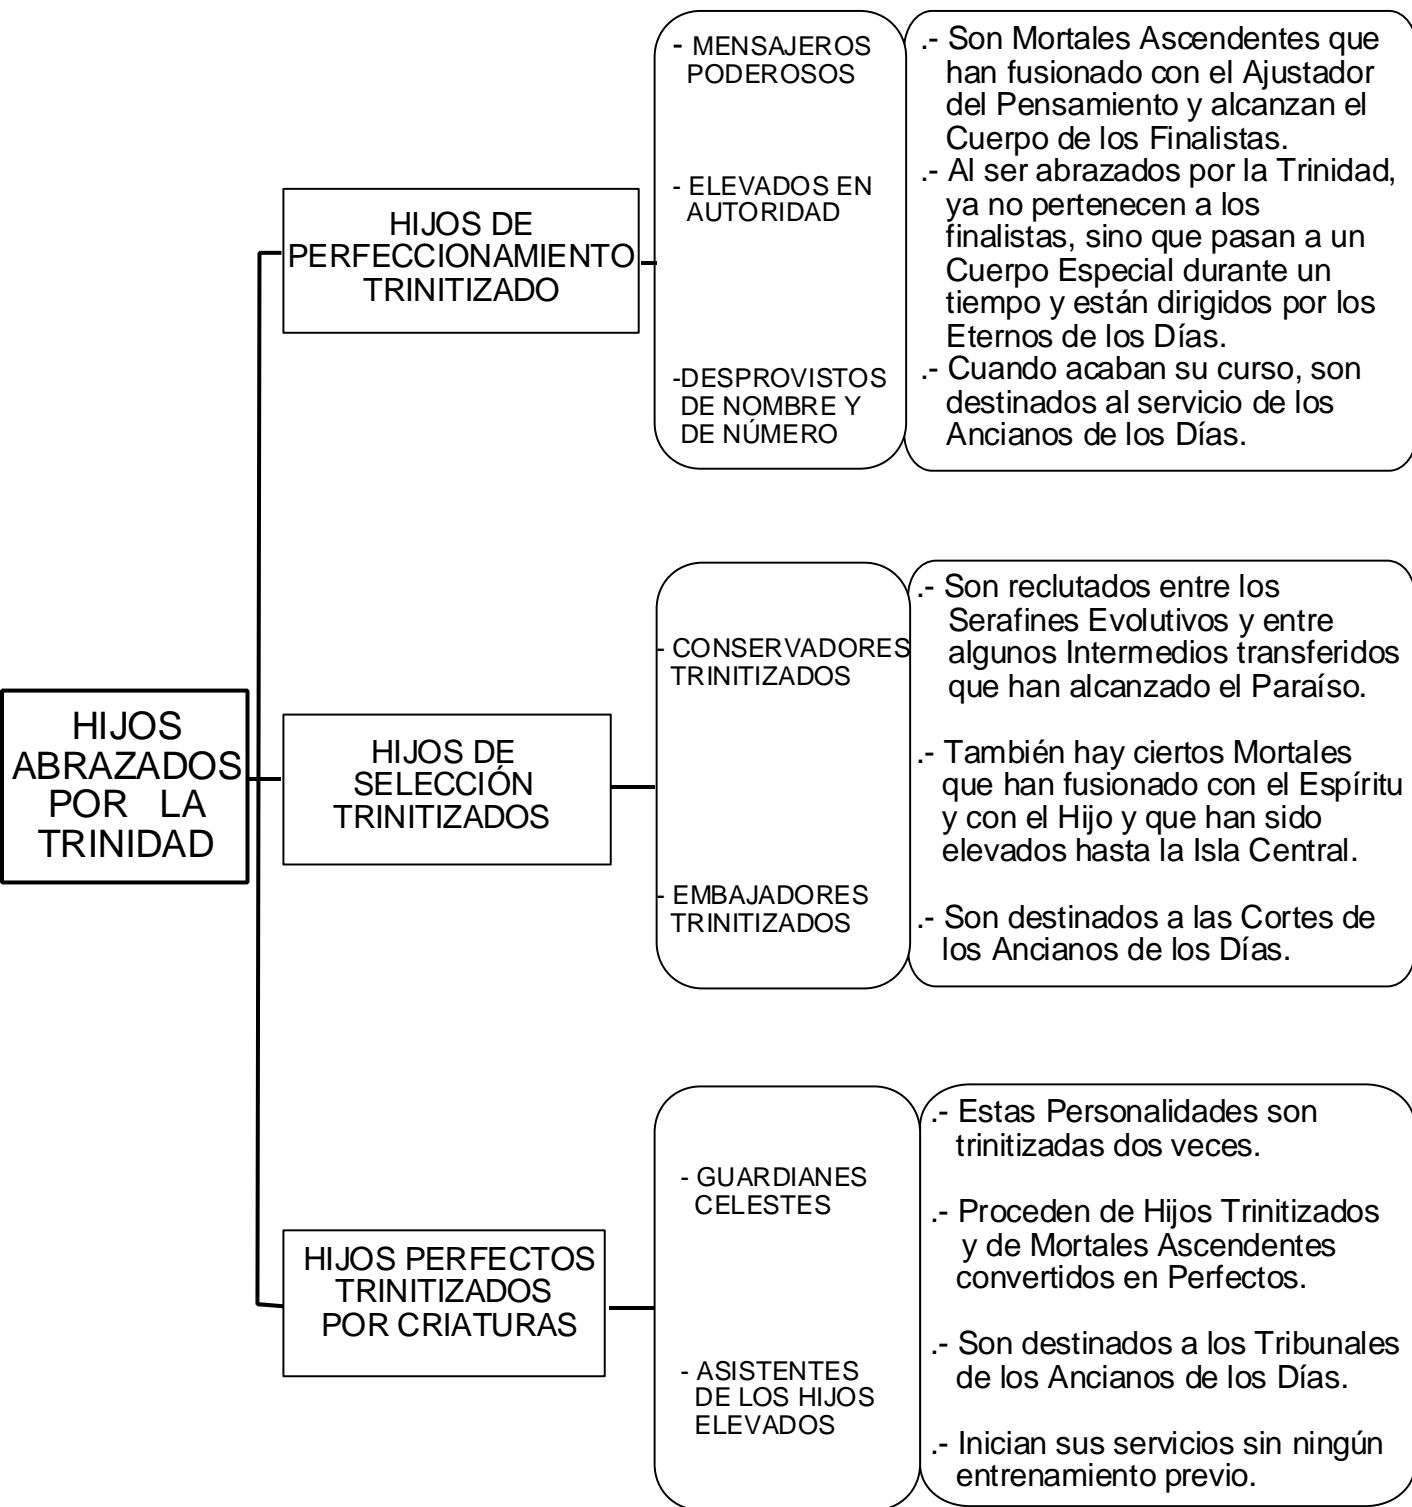 HIJOS
ABRAZADOS
POR LA
TRINIDAD
HIJOS DE
PERFECCIONAMIENTO
TRINITIZADO
- MENSAJEROS
PODEROSOS
- ELEVADOS EN
AUTORIDAD
-DESPROVISTOS
DE NOMBRE Y
DE NÚMERO
.- Son Mortales Ascendentes que
han fusionado con el Ajustador
del Pensamiento y alcanzan el
Cuerpo de los Finalistas.
.- Al ser abrazados por la Trinidad,
ya no pertenecen a los
finalistas, sino que pasan a un
Cuerpo Especial durante un
tiempo y están dirigidos por los
Eternos de los Días.
.- Cuando acaban su curso, son
destinados al servicio de los
Ancianos de los Días.
HIJOS DE
SELECCIÓN
TRINITIZADOS
- CONSERVADORES
TRINITIZADOS
- EMBAJADORES
TRINITIZADOS
.- Son reclutados entre los
Serafines Evolutivos y entre
algunos Intermedios transferidos
que han alcanzado el Paraíso.
.- También hay ciertos Mortales
que han fusionado con el Espíritu
y con el Hijo y que han sido
elevados hasta la Isla Central.
.- Son destinados a las Cortes de
los Ancianos de los Días.
HIJOS PERFECTOS
TRINITIZADOS
POR CRIATURAS
- GUARDIANES
CELESTES
- ASISTENTES
DE LOS HIJOS
ELEVADOS
.- Estas Personalidades son
trinitizadas dos veces.
.- Proceden de Hijos Trinitizados
y de Mortales Ascendentes
convertidos en Perfectos.
.- Son destinados a los Tribunales
de los Ancianos de los Días.
.- Inician sus servicios sin ningún
entrenamiento previo.